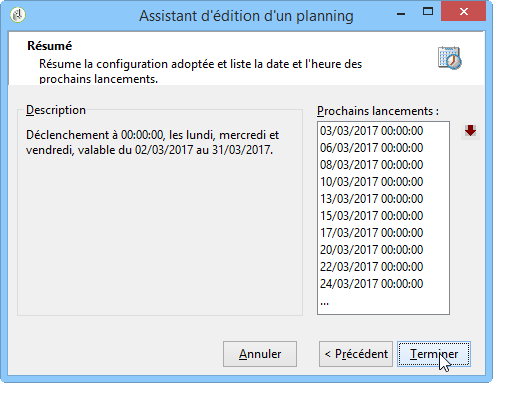 Assistant d'édition d'un planning
Résumé
Résume la configuration adoptée et liste la date et l'heure des
prochains lancements.
Description
Déclenchement à 00:00:00, les lundi, mercredi et
vendredi, valable du 02/03/2017 au 31/03/2017.
Prochains lancements :
03/03/2017 00:00:00
06/03/2017 00:00:00
08/03/2017 00:00:00
10/03/2017 00:00:00
13/03/2017 00:00:00
15/03/2017 00:00:00
17/03/2017 00:00:00
20/03/2017 00:00:00
22/03/2017 00:00:00
24/03/2017 00:00:00
...
Annuler
< Précédent
Terminer